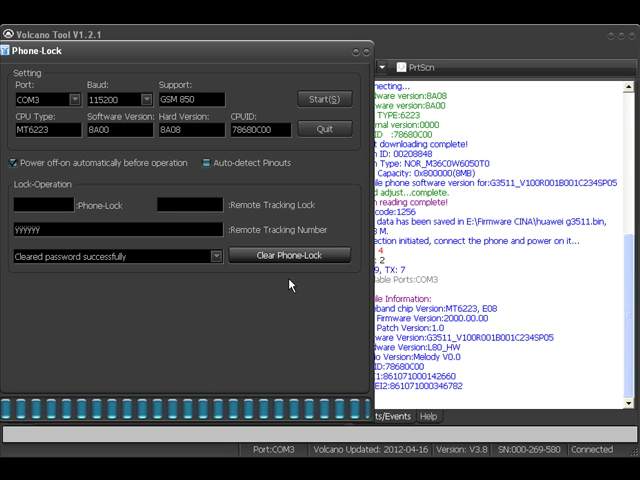 Volcano Tool V1.2.1
Phone-Lock
Setting
Port: Baud: Support:
COM3 115200 GSM 850 Start(S)
CPU Type: Software Version: Hard Version: CPUID:
MT6223 8A00 8A08 78680C00 Quit
Power off-on automatically before operation Auto-detect Pinouts
Lock-Operation
:Phone-Lock :Remote Tracking Lock
ÿÿÿÿÿÿ :Remote Tracking Number
Cleared password successfully Clear Phone-Lock
PrtScn
necting...
dware version:8A08
ware version:8A00
TYPE:6223
rnal version:0000
ID :78680C00
t downloading complete!
n ID: 00208848
n Type: NOR_M36C0W6050T0
Capacity: 0x800000(8MB)
ile phone software version for:G3511_V100R001B001C234SP05
d adjust...complete.
n reading complete!
code:1256
data has been saved in E:\Firmware CINA\huawei g3511.bin,
8 M.
ection initiated, connect the phone and power on it...
4
: 2
9, TX: 7
lable Ports:COM3
ile Information:
eband chip Version:MT6223, E08
Firmware Version:2000.00.00
Patch Version:1.0
ware Version:G3511_V100R001B001C234SP05
dware Version:L80_HW
io Version:Melody V0.0
ID:78680C00
1:861071000142660
EI2:861071000346782
ts/Events Help
Port:COM3 Volcano Updated: 2012-04-16 Version: V3.8 SN:000-269-580 Connected